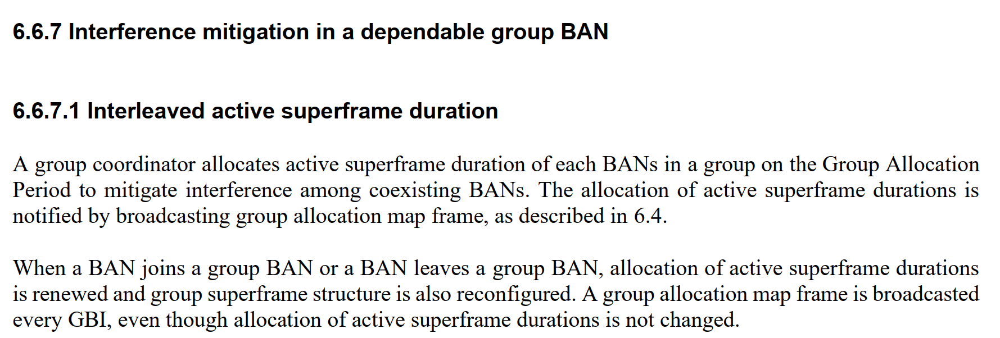 6.6.7 Interference mitigation in a dependable group BAN
6.6.7.1 Interleaved active superframe duration
A group coordinator allocates active superframe duration of each BANs in a group on the Group Allocation
Period to mitigate interference among coexisting BANs. The allocation of active superframe durations is
notified by broadcasting group allocation map frame, as described in 6.4.
When a BAN joins a group BAN or a BAN leaves a group BAN, allocation of active superframe durations
is renewed and group superframe structure is also reconfigured. A group allocation map frame is broadcasted
every GBI, even though allocation of active superframe durations is not changed.